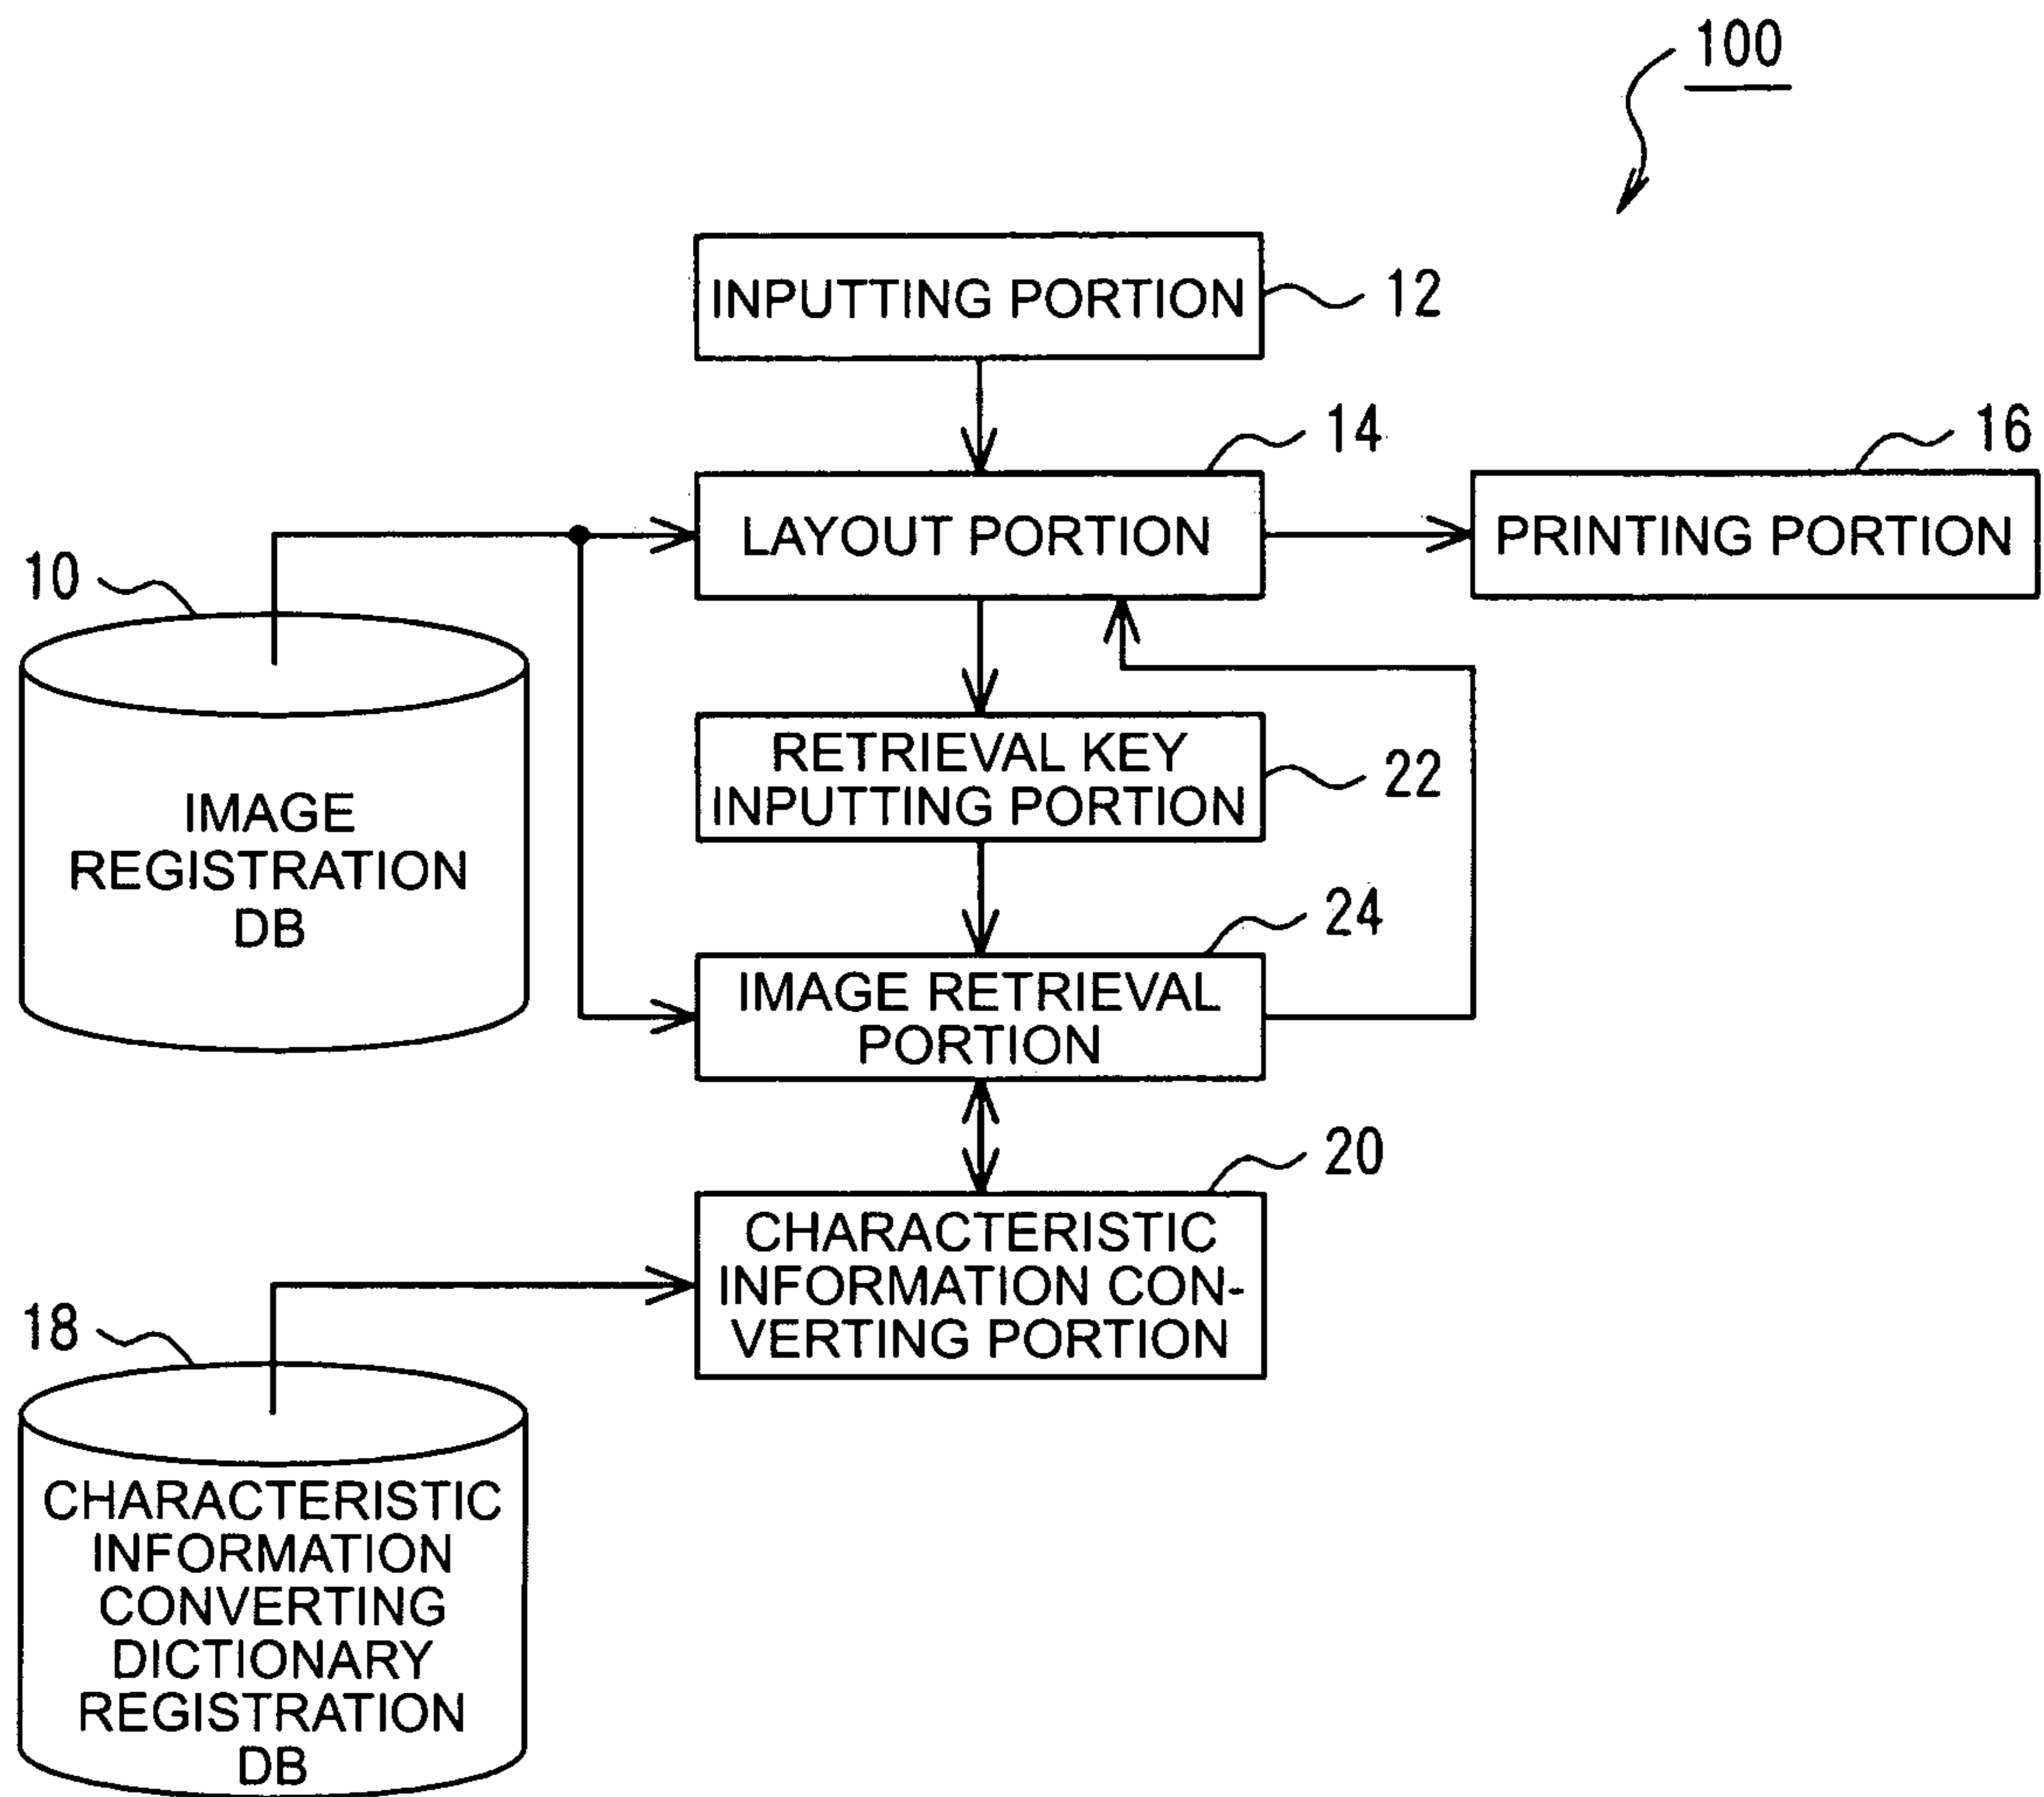 100
INPUTTING PORTION
12
14
LAYOUT PORTION
16
PRINTING PORTION
10
IMAGE
REGISTRATION
DB
RETRIEVAL KEY
INPUTTING PORTION
22
24
IMAGE RETRIEVAL
PORTION
20
CHARACTERISTIC
INFORMATION CON-
VERTING PORTION
18
CHARACTERISTIC
INFORMATION
CONVERTING
DICTIONARY
REGISTRATION
DB